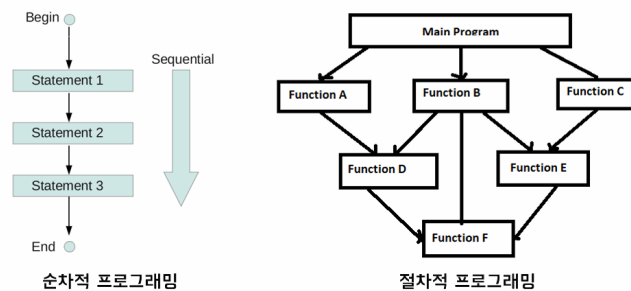 Begin
Sequential
Statement 1
Statement 2
Statement 3
End
순차적 프로그래밍
Main Program
Function A
Function B
Function C
Function D
Function E
Function F
절차적 프로그래밍